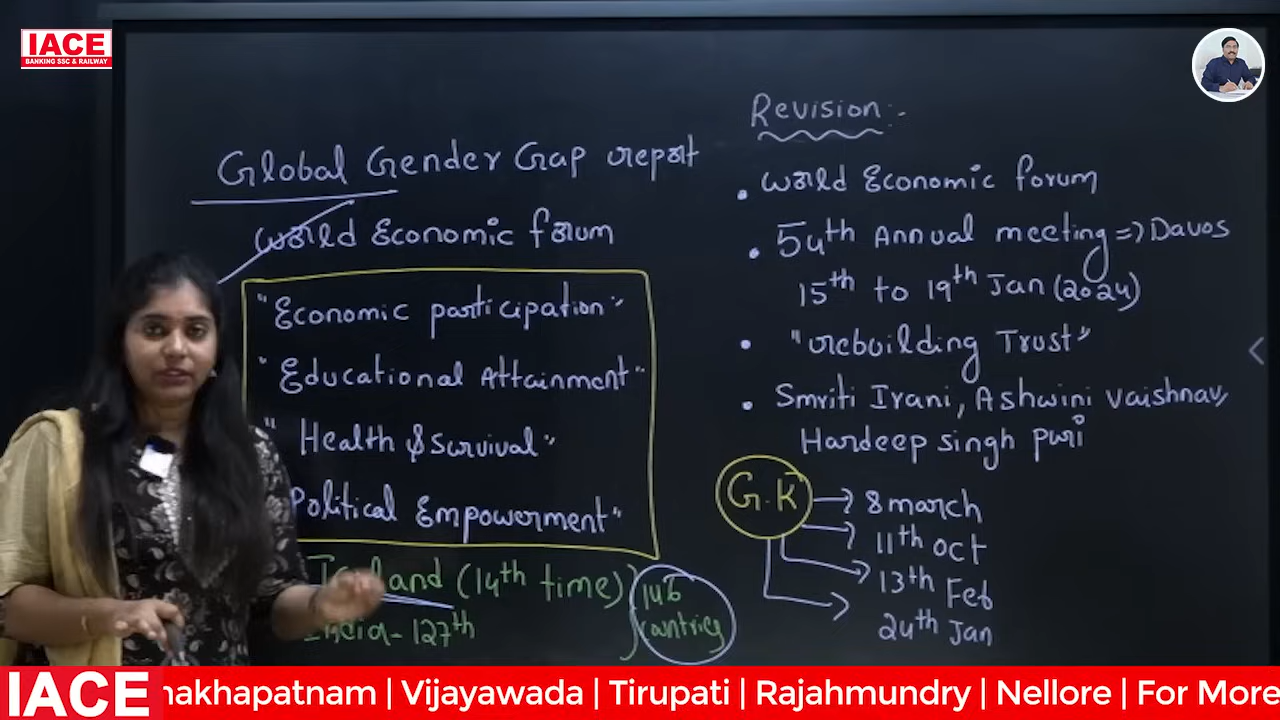 IACE
BANKING SSC & RAILWAY
Global Gender Gap report
World Economic forum
"Economic participation"
"Educational Attainment"
" Health & Survival"
Political Empowerment"
(14th time)
India - 127th
146
countries
Revision :-
• World Economic forum
• 54th Annual meeting => Davos
15th to 19th Jan (2024)
• "rebuilding Trust"
• Smriti Irani, Ashwini Vaishnav,
Hardeep singh puri
G.K
8 march
11th oct
13th Feb
24th Jan
IACE
nakhapatnam | Vijayawada | Tirupati | Rajahmundry | Nellore | For More